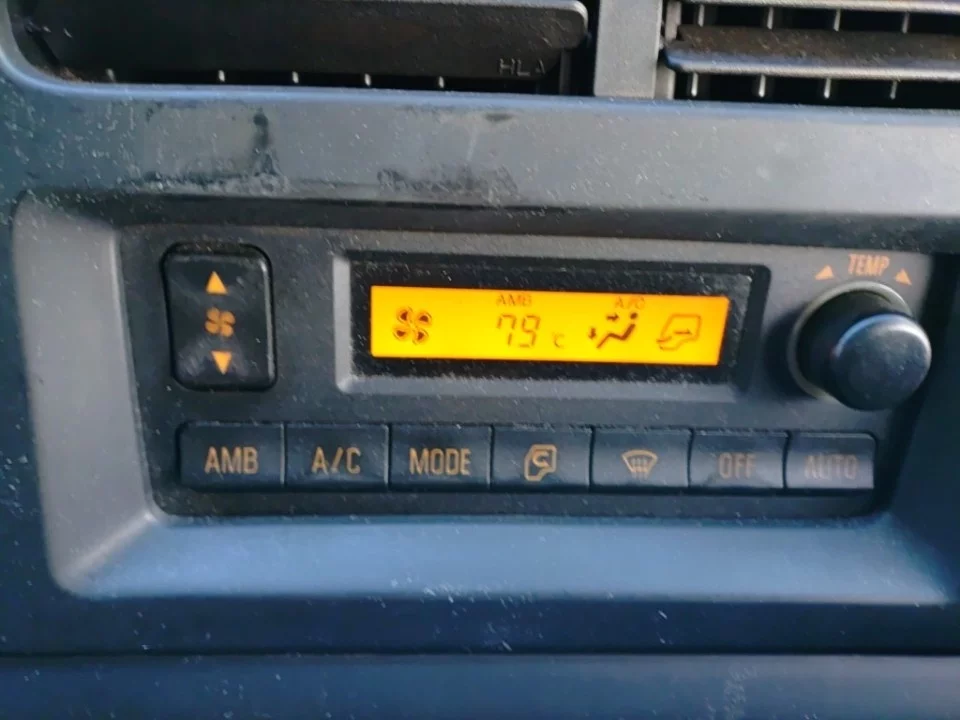 HLA
TEMP
AMB A/C
79 °C
AMB A/C MODE OFF AUTO